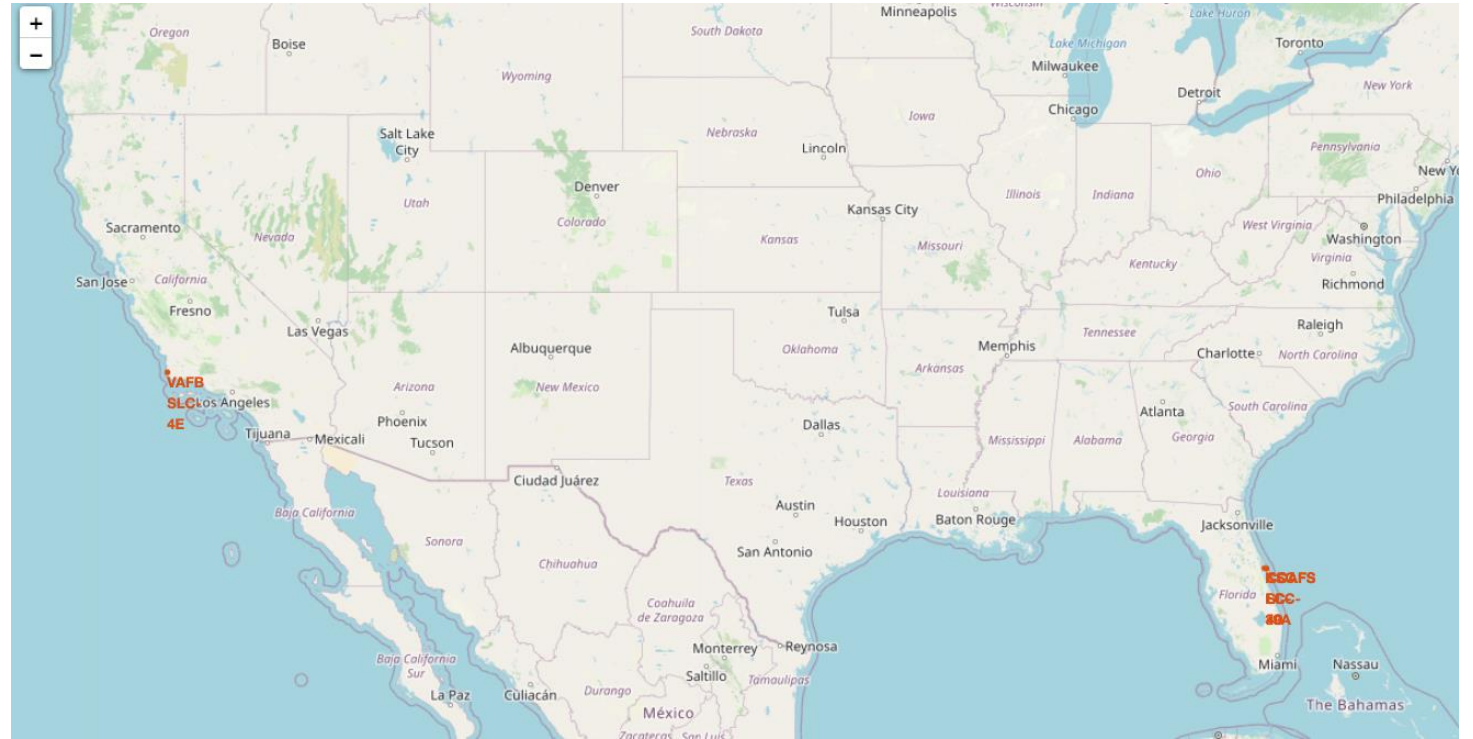 +
−
Oregon
Boise
South Dakota
Minneapolis
Wisconsin
Lake Huron
Toronto
Lake Michigan
Milwaukee
Wyoming
New York
Detroit
Chicago
Iowa
Salt Lake
City
Nebraska
Lincoln
Pennsylvania
New Yo
Ohio
Denver
Illinois
Indiana
Philadelphia
Utah
Colorado
Kansas City
Sacramento
Nevada
Kansas
Missouri
West Virginia
Washington
Virginia
Kentucky
San Jose
California
Richmond
Fresno
Las Vegas
Tulsa
Raleigh
Tennessee
Albuquerque
Oklahoma
Memphis
Charlotte
North Carolina
Arkansas
VAFB
SLC-
4E
Los Angeles
Arizona
New Mexico
Phoenix
Atlanta
South Carolina
Tijuana
Mexicali
Tucson
Dallas
Mississippi
Alabama
Georgia
Ciudad Juárez
Texas
Louisiana
Austin
Houston
Baton Rouge
Jacksonville
Baja California
Sonora
San Antonio
Chihuahua
Florida
Coahuila
de Zaragoza
Monterrey
Reynosa
Saltillo
Baja California
Sur
Miami
Nassau
La Paz
Culiacán
Durango
Tamaulipas
The Bahamas
México
Zacatecas
San Luis